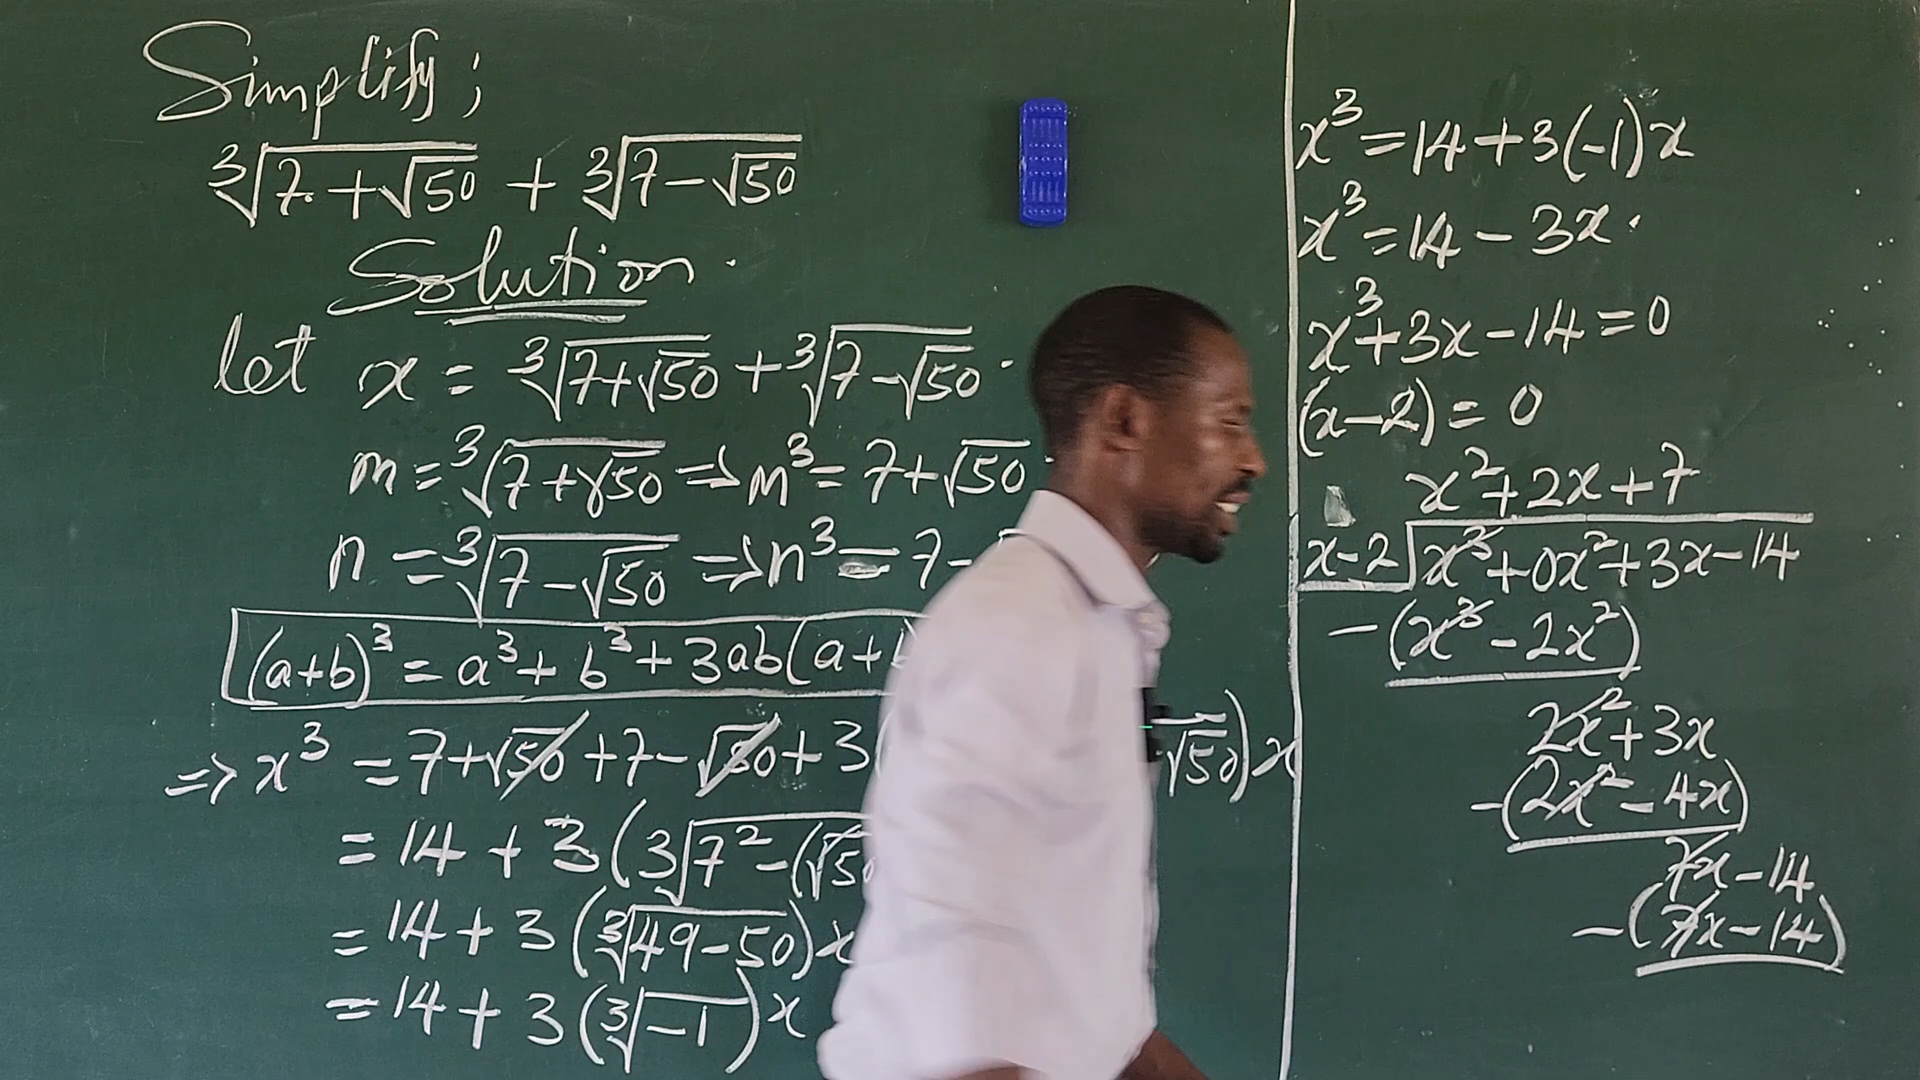 Simplify;
∛(7+√50) + ∛(7-√50)
Solution.
let x = ∛(7+√50) + ∛(7-√50).
m = ∛(7+√50) => m³ = 7+√50
n = ∛(7-√50) => n³ = 7-
(a+b)³ = a³ + b³ + 3ab(a+b
=> x³ = 7+√50 + 7-√50 + 3( √50)x
= 14 + 3(∛(7²-(√50
= 14 + 3(∛(49-50))x
= 14 + 3(∛-1)x
x³ = 14 + 3(-1)x
x³ = 14 - 3x.
x³+3x-14 = 0
(x-2) = 0
x²+2x+7
x-2 | x³+0x²+3x-14
-(x³-2x²)
2x²+3x
-(2x²-4x)
7x-14
-(7x-14)